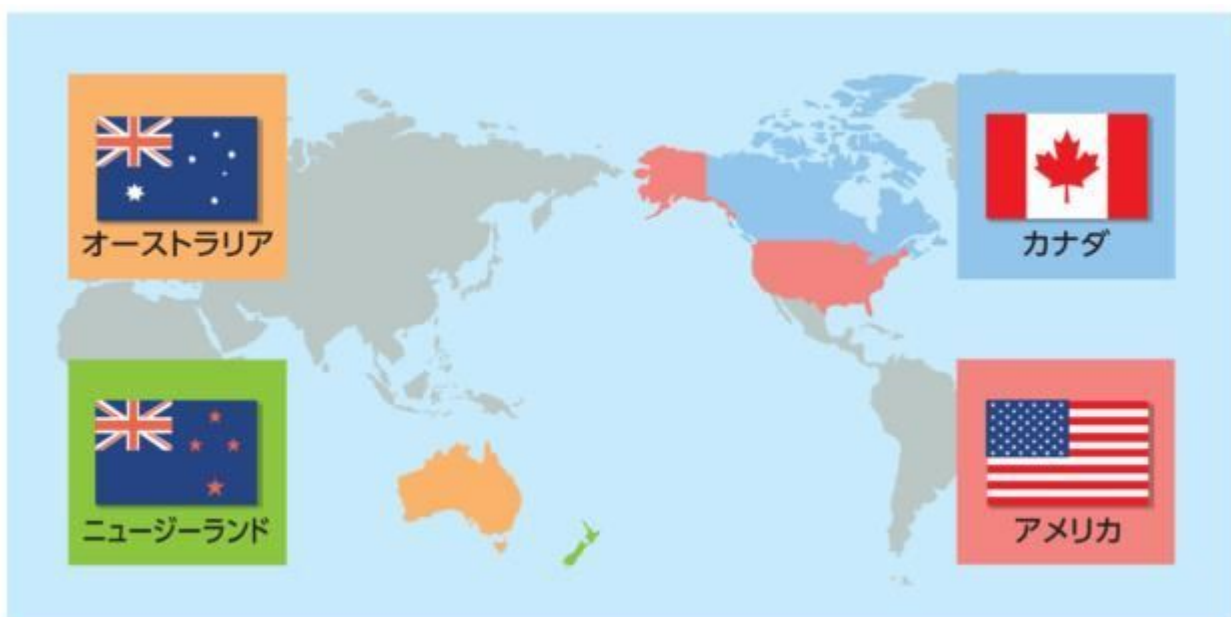 オーストラリア
カナダ
ニュージーランド
アメリカ